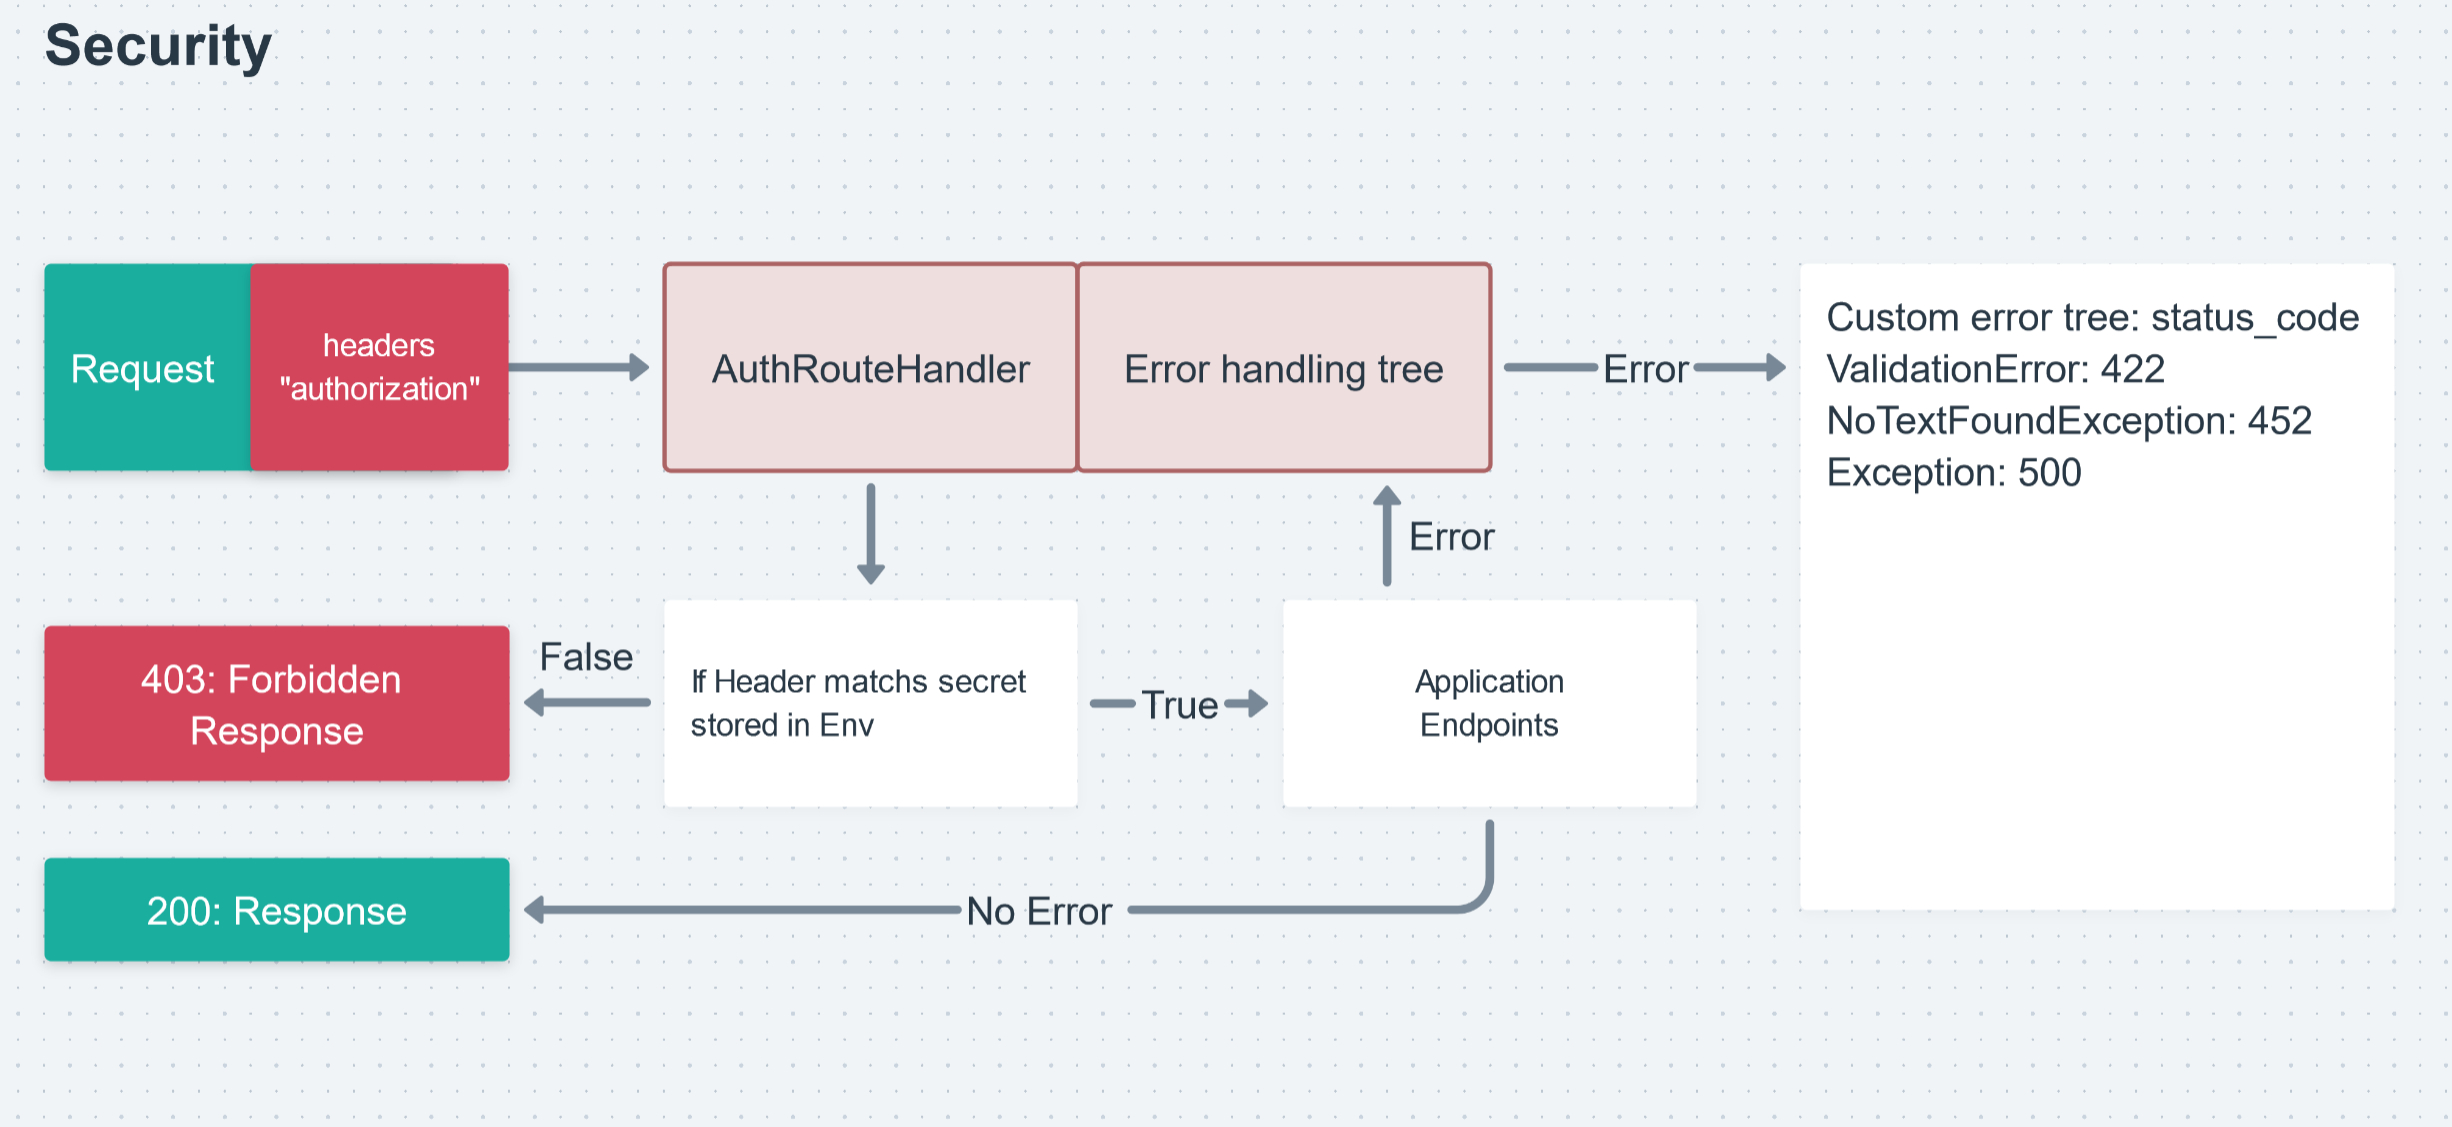 Security
Request
headers
"authorization"
AuthRouteHandler
Error handling tree
Error
Custom error tree: status_code
ValidationError: 422
NoTextFoundException: 452
Exception: 500
Error
403: Forbidden
Response
False
If Header matchs secret
stored in Env
True
Application
Endpoints
200: Response
No Error